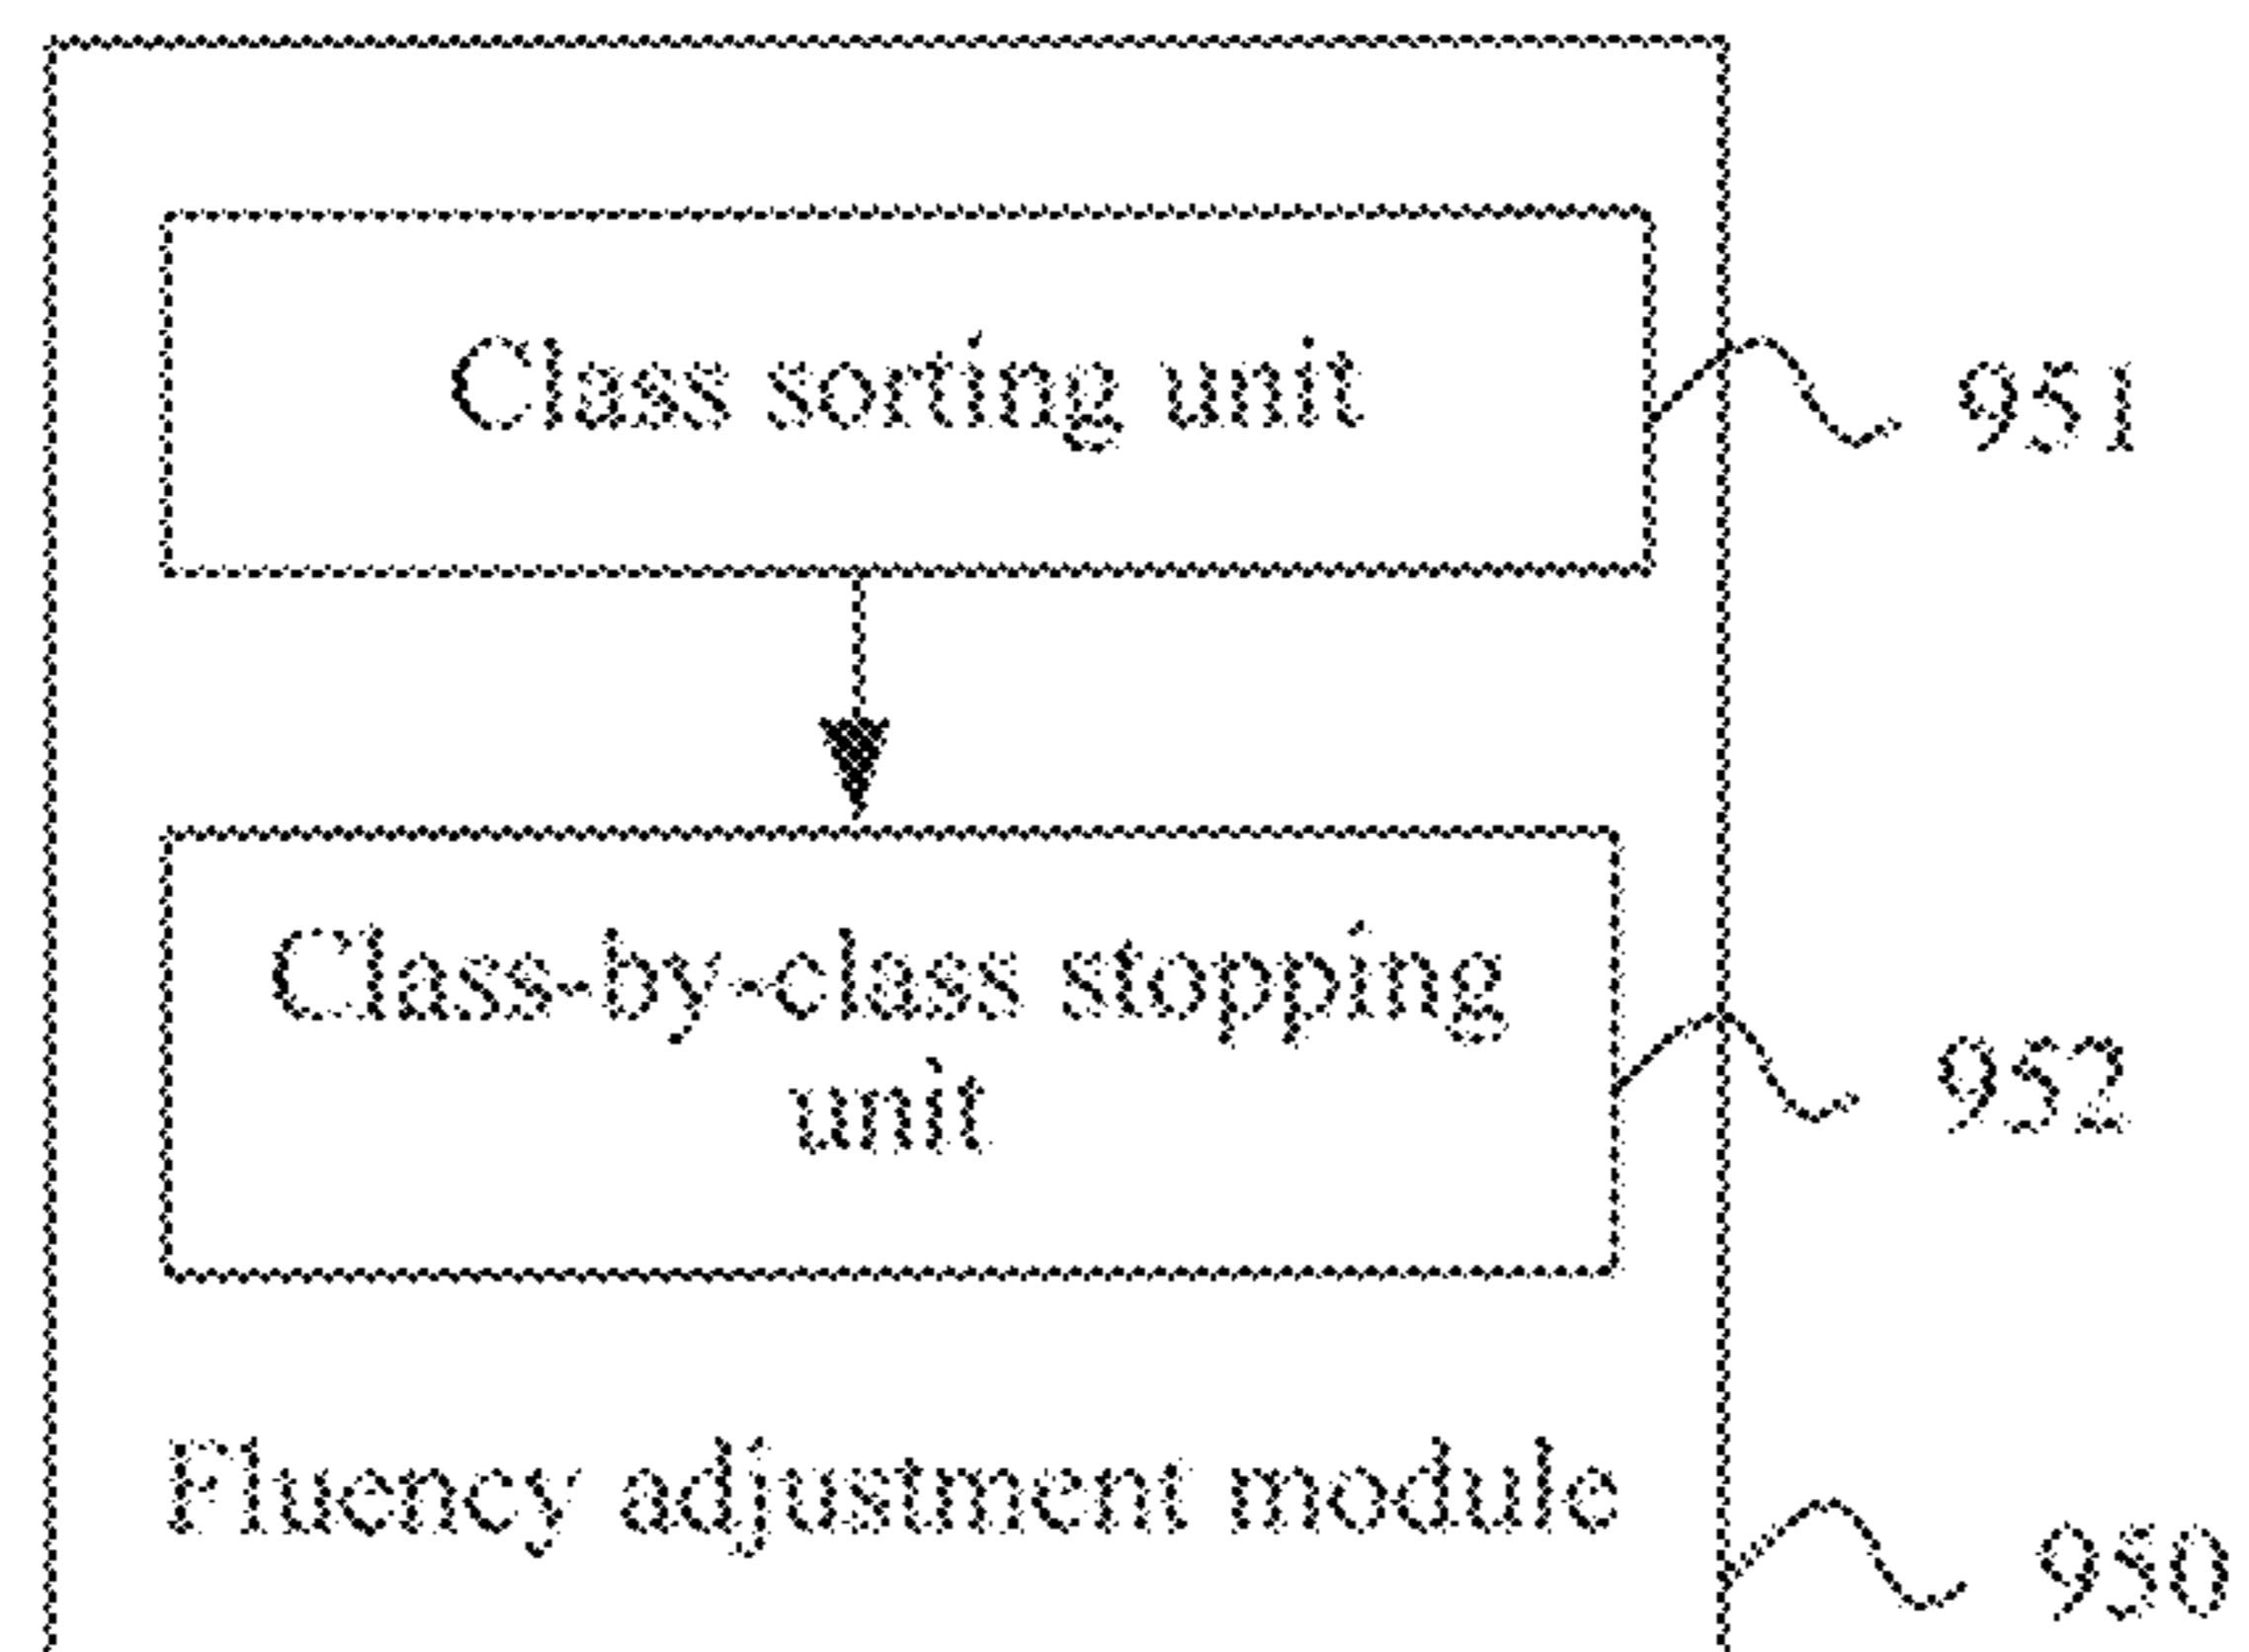 Class sorting unit
951
Class-by-class stopping
unit
952
Fluency adjustment module
950